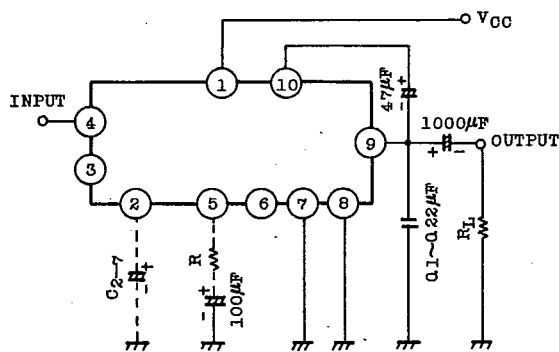 VCC
1
10
INPUT
4
3
9
47μF
+
-
1000μF
+ -
OUTPUT
2
5
6
7
8
C2-7
+
-
R
+
-
100μF
0.1~0.22μF
RL